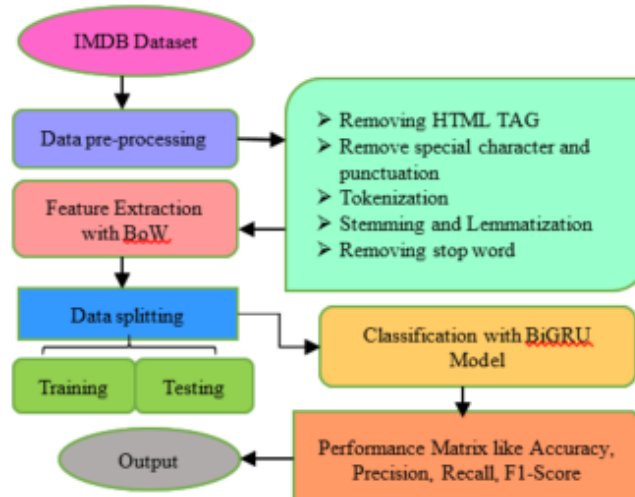 IMDB Dataset
Data pre-processing
➢ Removing HTML TAG
➢ Remove special character and
punctuation
➢ Tokenization
➢ Stemming and Lemmatization
➢ Removing stop word
Feature Extraction
with BoW
Data splitting
Training
Testing
Classification with BiGRU
Model
Performance Matrix like Accuracy,
Precision, Recall, F1-Score
Output